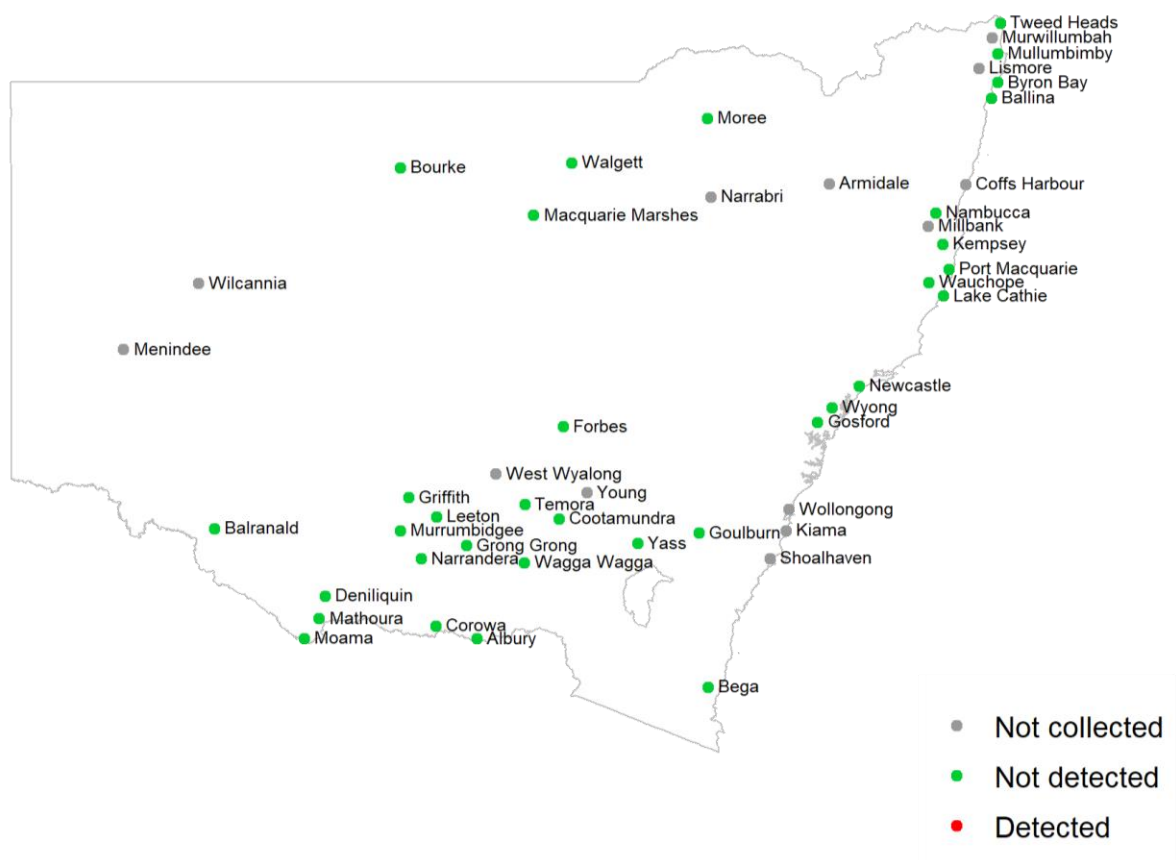 Tweed Heads
Murwillumbah
Mullumbimby
Lismore
Byron Bay
Ballina
Moree
Walgett
Bourke
Armidale
Coffs Harbour
Narrabri
Nambucca
Macquarie Marshes
Millbank
Kempsey
Port Macquarie
Wauchope
Wilcannia
Lake Cathie
Menindee
Newcastle
Wyong
Gosford
Forbes
West Wyalong
Young
Griffith
Temora
Wollongong
Leeton
Cootamundra
Balranald
Murrumbidgee
Goulburn
Kiama
Grong Grong
Yass
Narrandera
Wagga Wagga
Shoalhaven
Deniliquin
Mathoura
Corowa
Moama
Albury
Bega
Not collected
Not detected
Detected